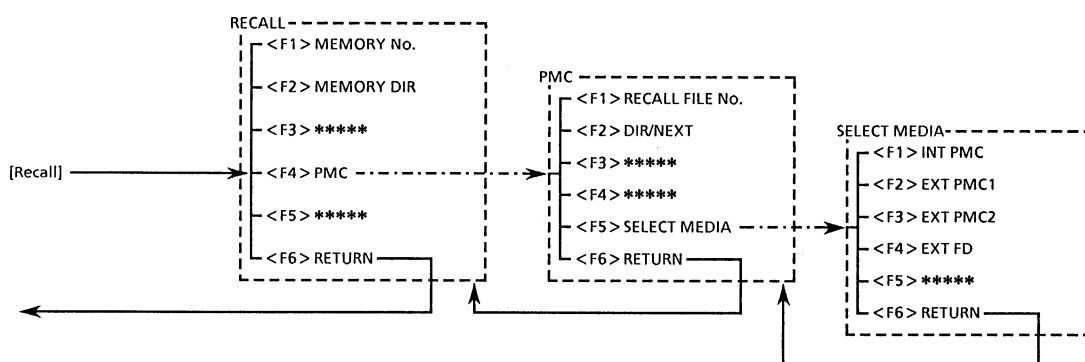 [Recall]
RECALL
<F1> MEMORY No.
<F2> MEMORY DIR
<F3> *****
<F4> PMC
<F5> *****
<F6> RETURN
PMC
<F1> RECALL FILE No.
<F2> DIR/NEXT
<F3> *****
<F4> *****
<F5> SELECT MEDIA
<F6> RETURN
SELECT MEDIA
<F1> INT PMC
<F2> EXT PMC1
<F3> EXT PMC2
<F4> EXT FD
<F5> *****
<F6> RETURN